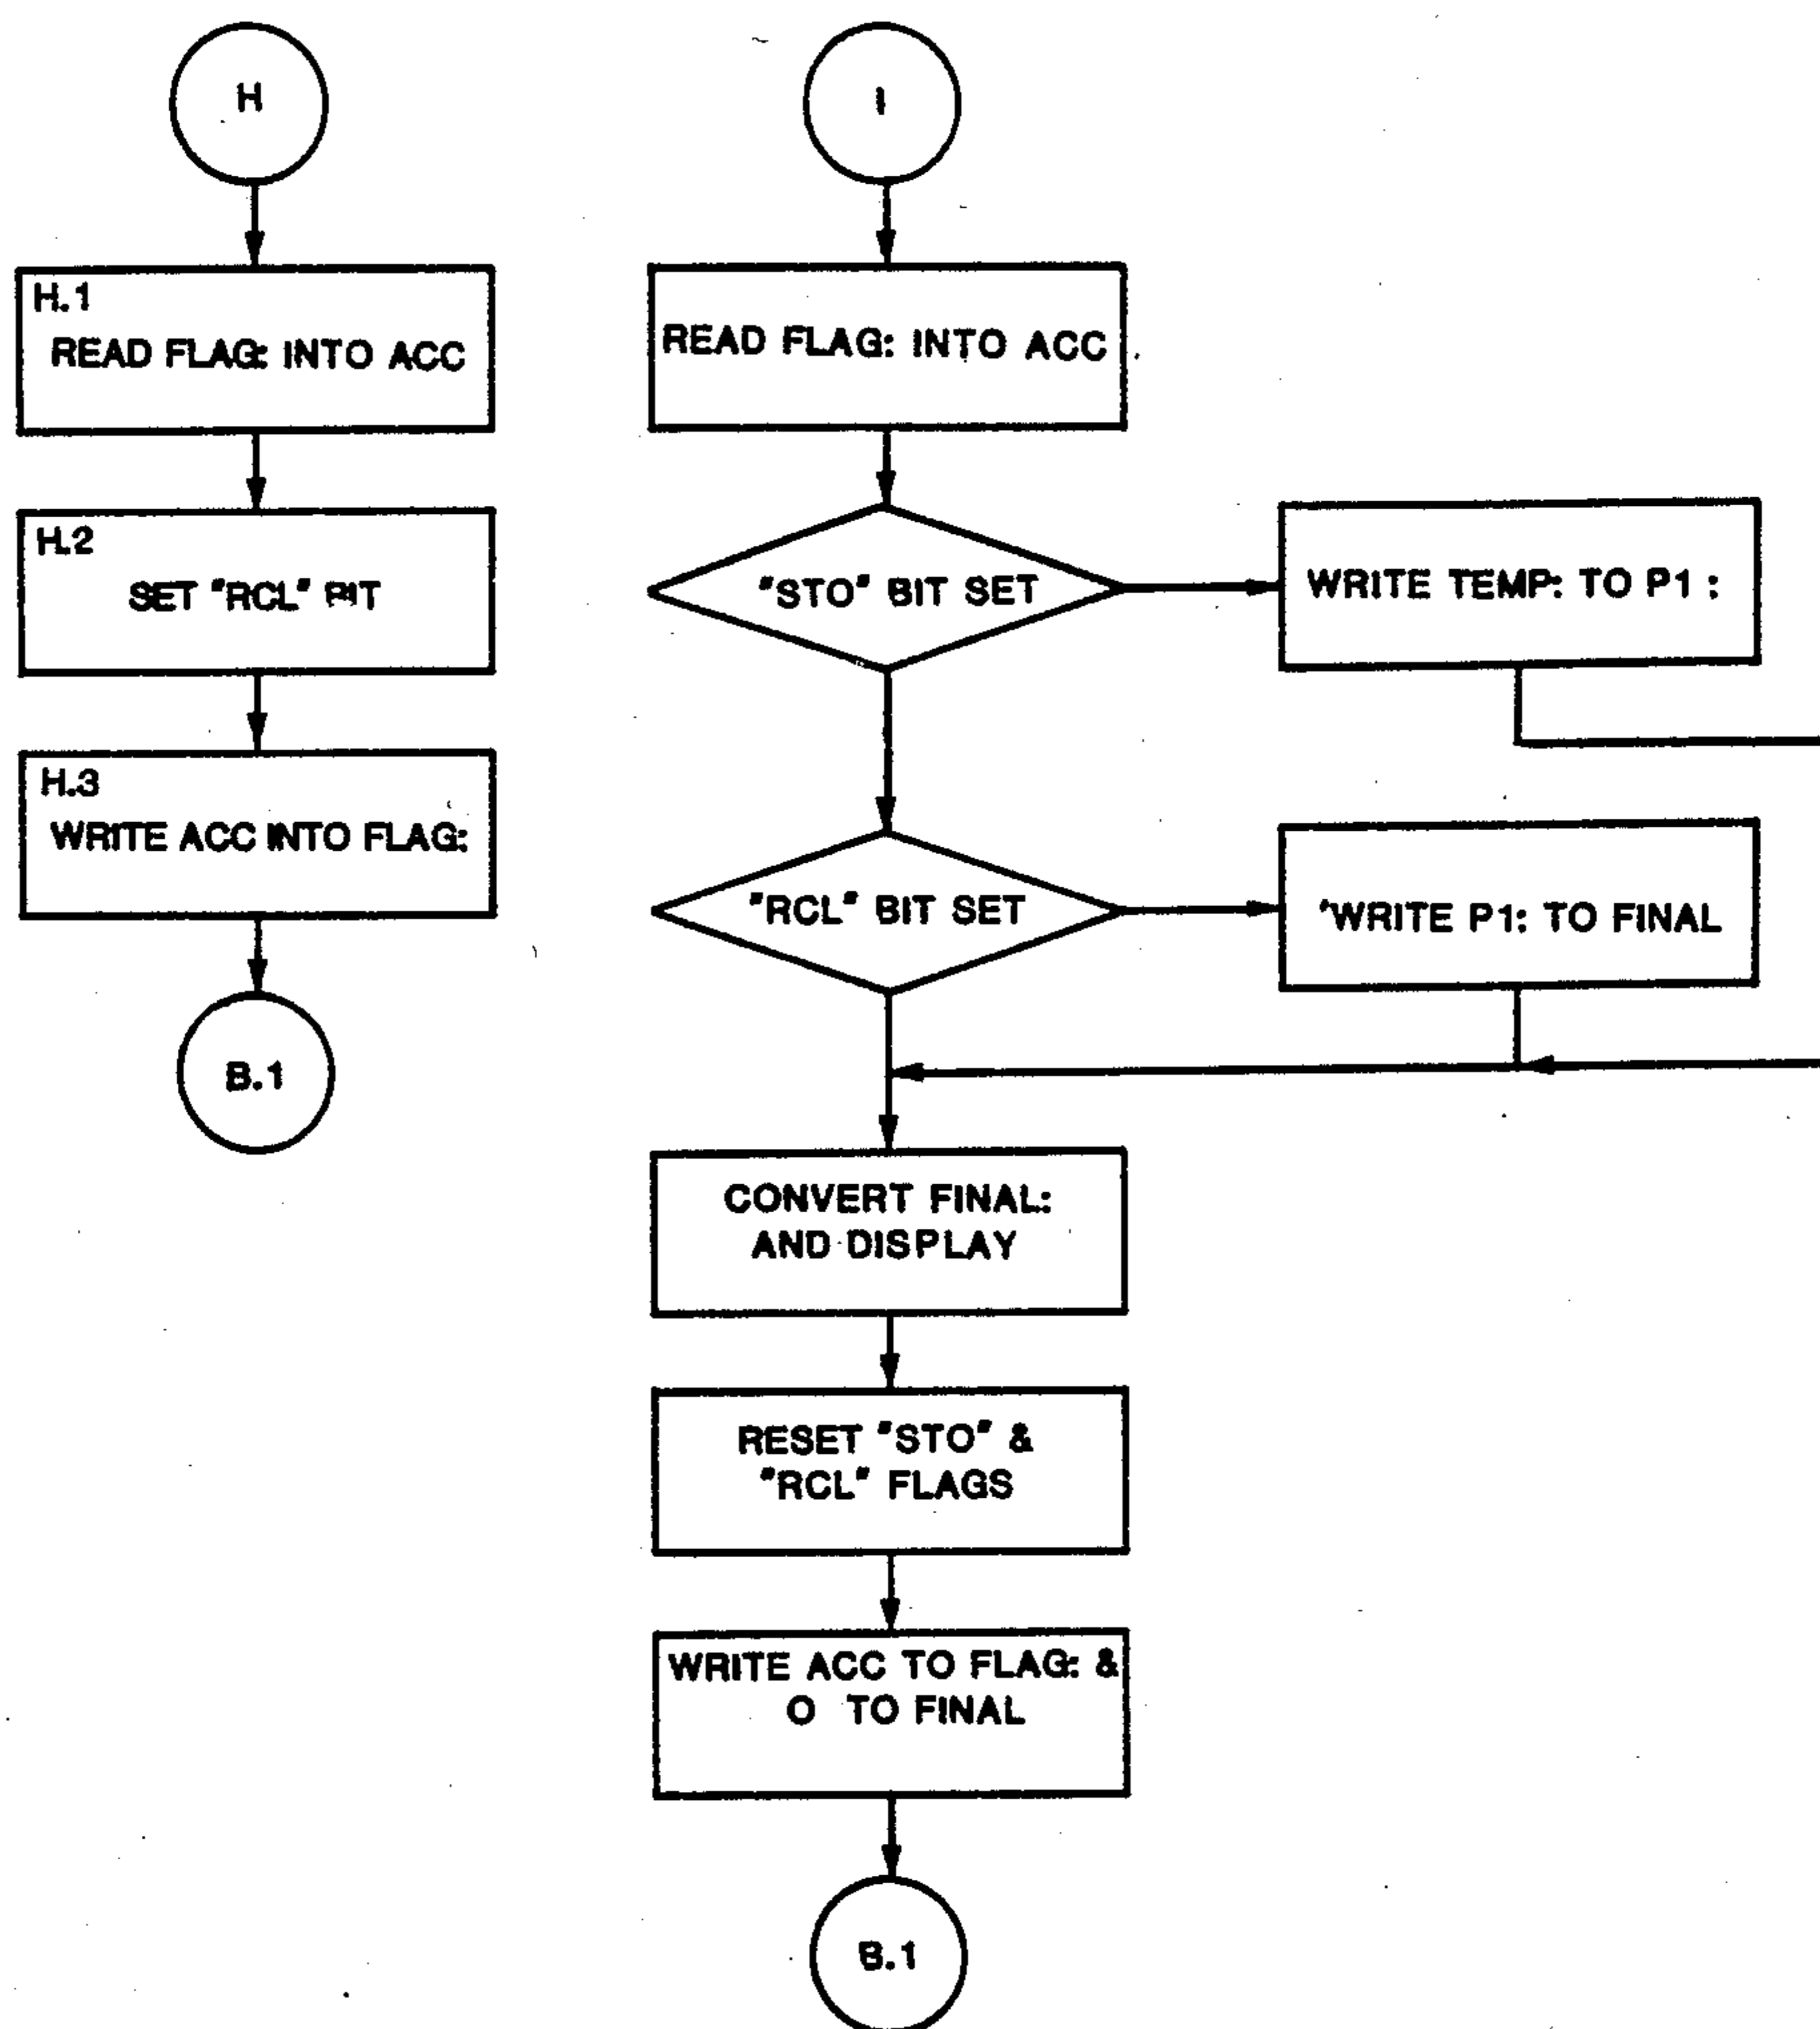 H
H.1
READ FLAG: INTO ACC
H.2
SET "RCL" BIT
H.3
WRITE ACC INTO FLAG:
B.1
I
READ FLAG: INTO ACC
"STO" BIT SET
WRITE TEMP: TO P1 :
"RCL" BIT SET
WRITE P1: TO FINAL
CONVERT FINAL:
AND DISPLAY
RESET "STO" &
"RCL" FLAGS
WRITE ACC TO FLAG: &
O TO FINAL
B.1